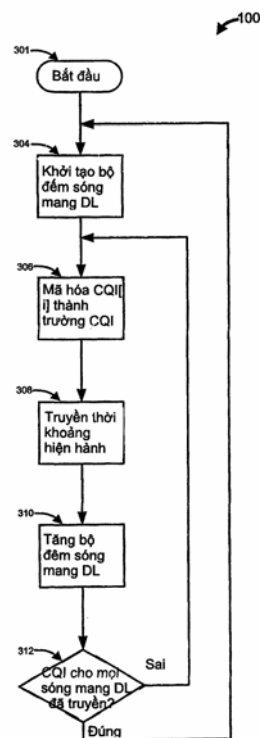 100
301
Bắt đầu
304
Khởi tạo bộ
đếm sóng
mang DL
306
Mã hóa CQI[
i] thành
trường CQI
308
Truyền thời
khoảng
hiện hành
310
Tăng bộ
đêm sóng
mang DL
312
CQI cho mọi
sóng mang DL
đã truyền?
Sai
Đúng